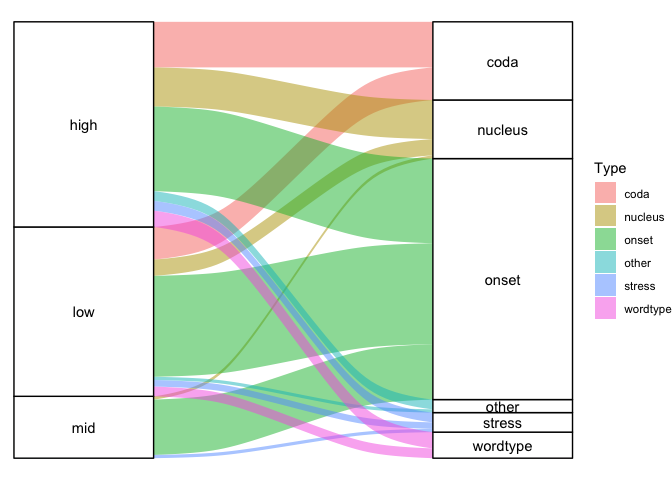 high
low
mid
coda
nucleus
onset
other
stress
wordtype
Type
coda
nucleus
onset
other
stress
wordtype